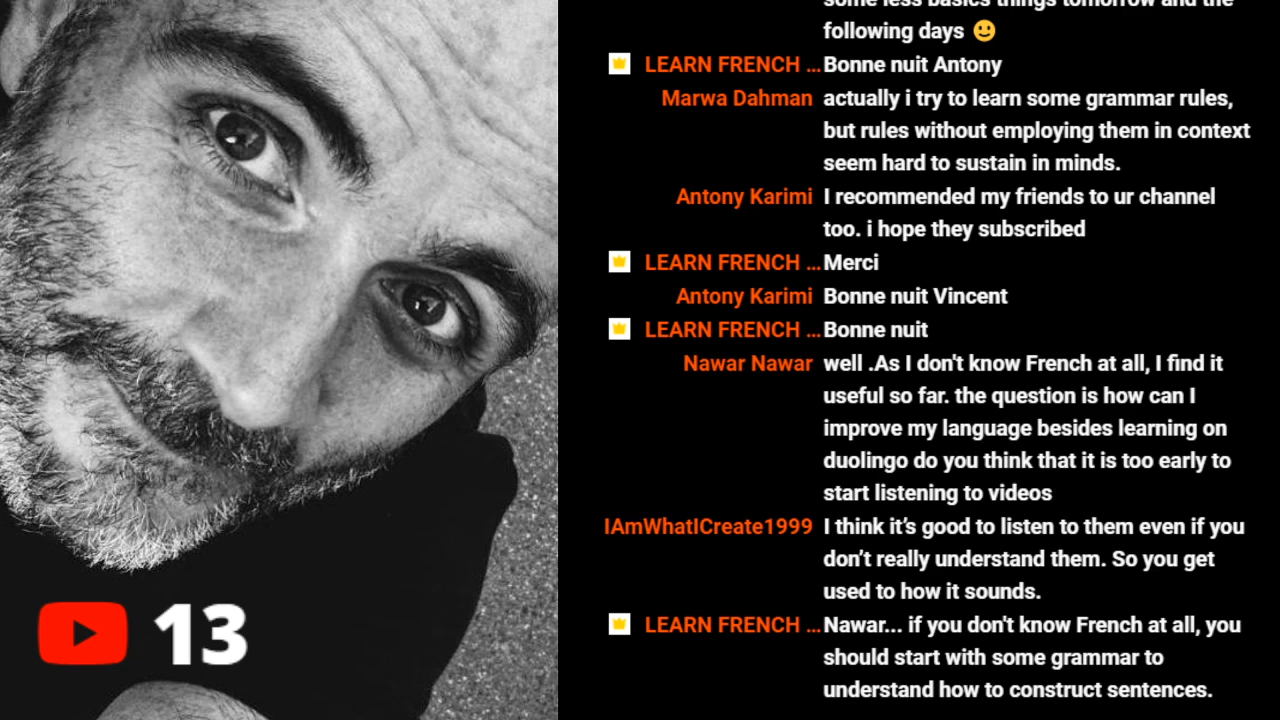 some less basics things tomorrow and the
following days
LEARN FRENCH ... Bonne nuit Antony
Marwa Dahman actually i try to learn some grammar rules,
but rules without employing them in context
seem hard to sustain in minds.
Antony Karimi I recommended my friends to ur channel
too. i hope they subscribed
LEARN FRENCH ... Merci
Antony Karimi Bonne nuit Vincent
LEARN FRENCH ... Bonne nuit
Nawar Nawar well .As I don't know French at all, I find it
useful so far. the question is how can I
improve my language besides learning on
duolingo do you think that it is too early to
start listening to videos
IAmWhatICreate1999 I think it’s good to listen to them even if you
don’t really understand them. So you get
used to how it sounds.
LEARN FRENCH ... Nawar... if you don't know French at all, you
should start with some grammar to
understand how to construct sentences.
13